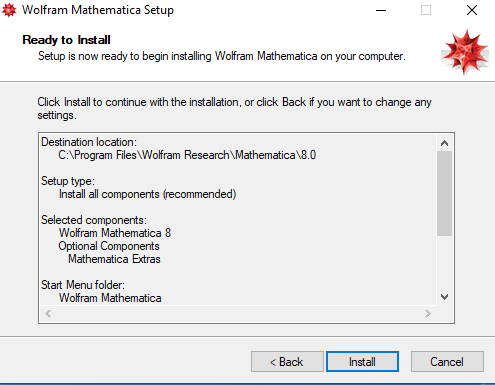 Wolfram Mathematica Setup
Ready to Install
Setup is now ready to begin installing Wolfram Mathematica on your computer.
Click Install to continue with the installation, or click Back if you want to change any
settings.
Destination location:
C:\Program Files\Wolfram Research\Mathematica\8.0
Setup type:
Install all components (recommended)
Selected components:
Wolfram Mathematica 8
Optional Components
Mathematica Extras
Start Menu folder:
Wolfram Mathematica
< Back
Install
Cancel